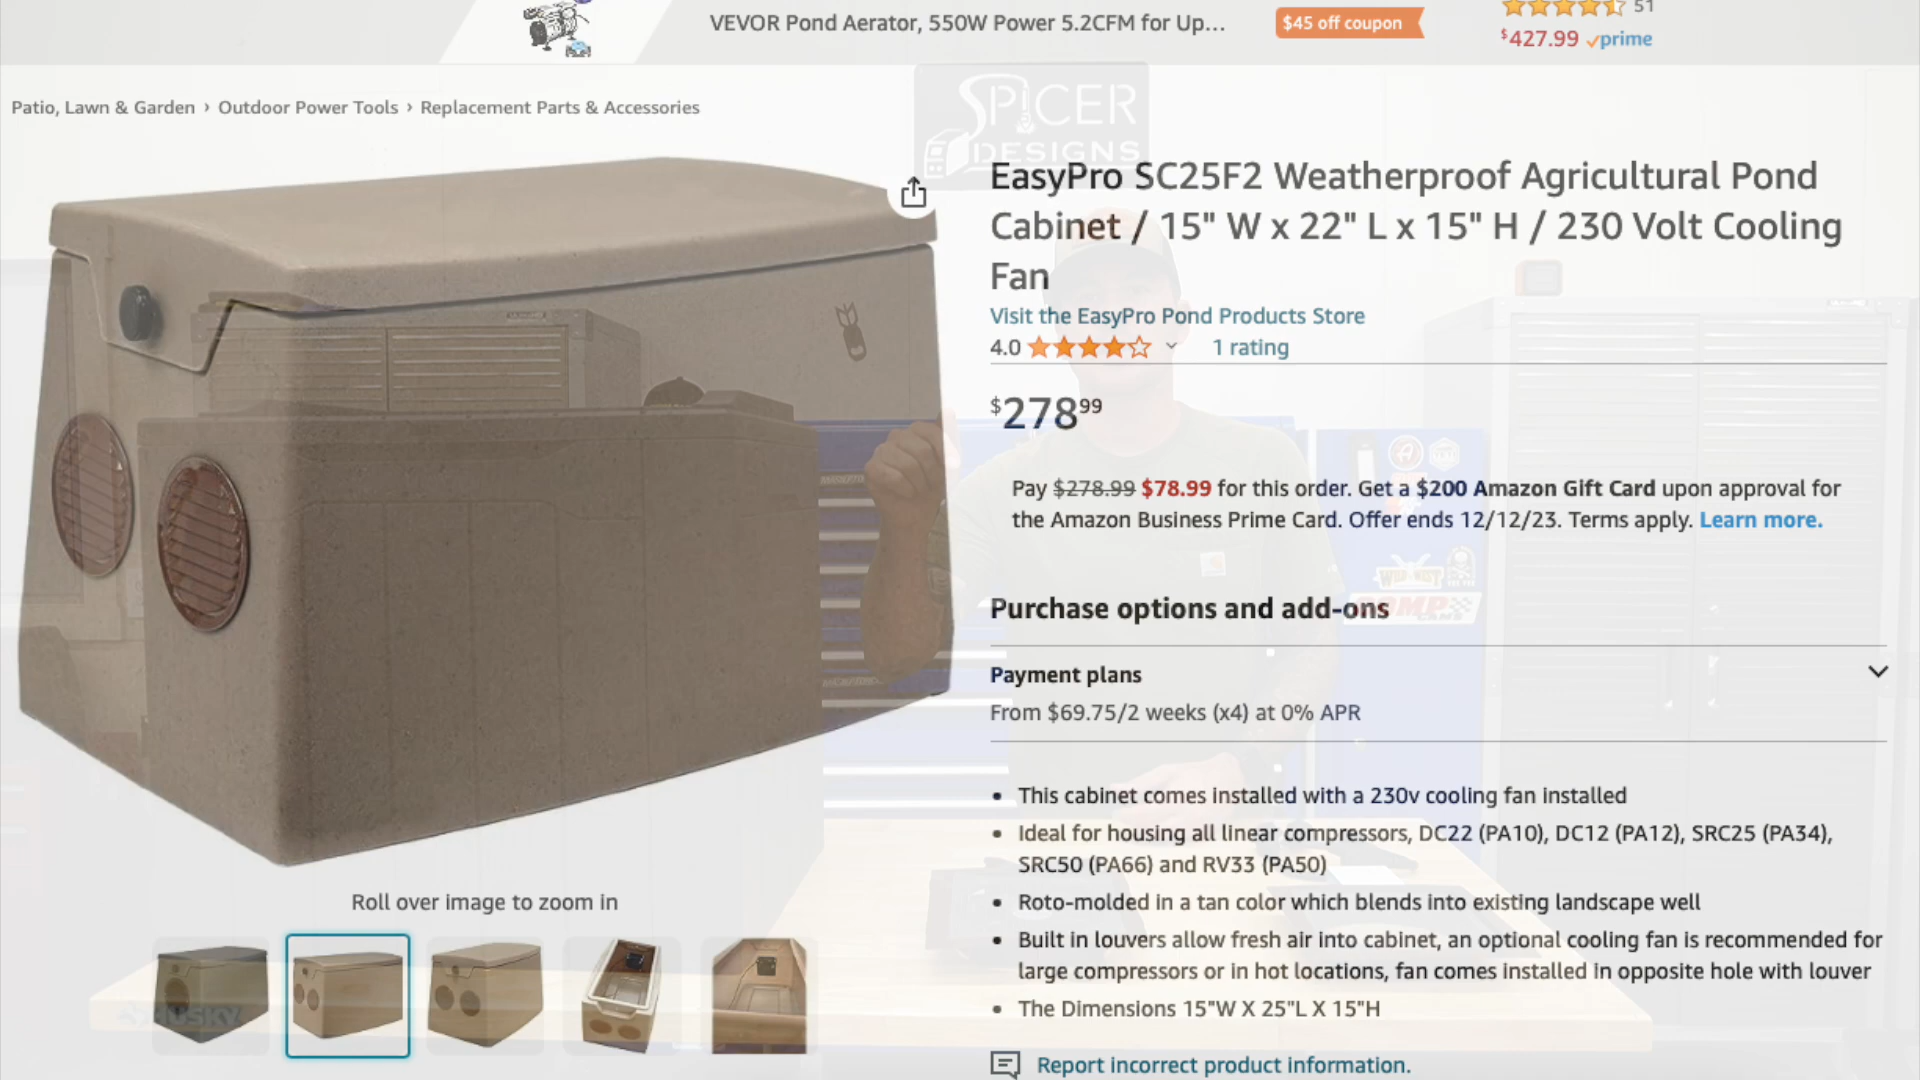 VEVOR Pond Aerator, 550W Power 5.2CFM for Up...
$45 off coupon
51
$427.99 prime
Patio, Lawn & Garden › Outdoor Power Tools › Replacement Parts & Accessories
SPICER
DESIGNS
EasyPro SC25F2 Weatherproof Agricultural Pond
Cabinet / 15" W x 22" L x 15" H / 230 Volt Cooling
Fan
Visit the EasyPro Pond Products Store
4.0 1 rating
$278.99
Pay $278.99 $78.99 for this order. Get a $200 Amazon Gift Card upon approval for
the Amazon Business Prime Card. Offer ends 12/12/23. Terms apply. Learn more.
Purchase options and add-ons
COMP
CAMS
Payment plans
From $69.75/2 weeks (x4) at 0% APR
• This cabinet comes installed with a 230v cooling fan installed
• Ideal for housing all linear compressors, DC22 (PA10), DC12 (PA12), SRC25 (PA34),
SRC50 (PA66) and RV33 (PA50)
• Roto-molded in a tan color which blends into existing landscape well
• Built in louvers allow fresh air into cabinet, an optional cooling fan is recommended for
large compressors or in hot locations, fan comes installed in opposite hole with louver
• The Dimensions 15"W X 25"L X 15"H
Report incorrect product information.
Roll over image to zoom in
HUSKY